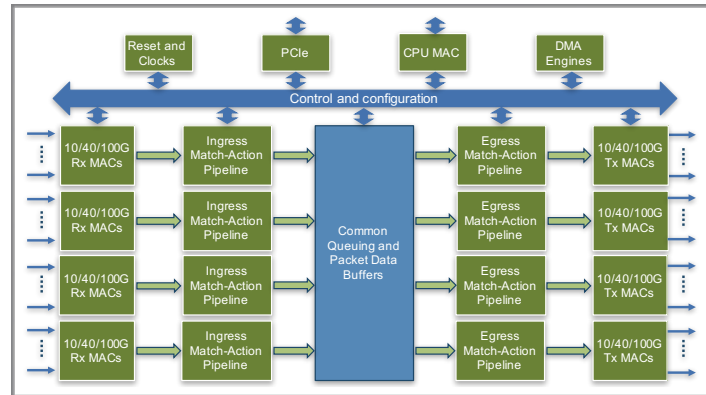 Reset and
Clocks
PCIe
CPU MAC
DMA
Engines
Control and configuration
10/40/100G
Rx MACs
Ingress
Match-Action
Pipeline
Egress
Match-Action
Pipeline
10/40/100G
Tx MACs
10/40/100G
Rx MACs
Ingress
Match-Action
Pipeline
Common
Queuing and
Packet Data
Buffers
Egress
Match-Action
Pipeline
10/40/100G
Tx MACs
10/40/100G
Rx MACs
Ingress
Match-Action
Pipeline
Egress
Match-Action
Pipeline
10/40/100G
Tx MACs
10/40/100G
Rx MACs
Ingress
Match-Action
Pipeline
Egress
Match-Action
Pipeline
10/40/100G
Tx MACs